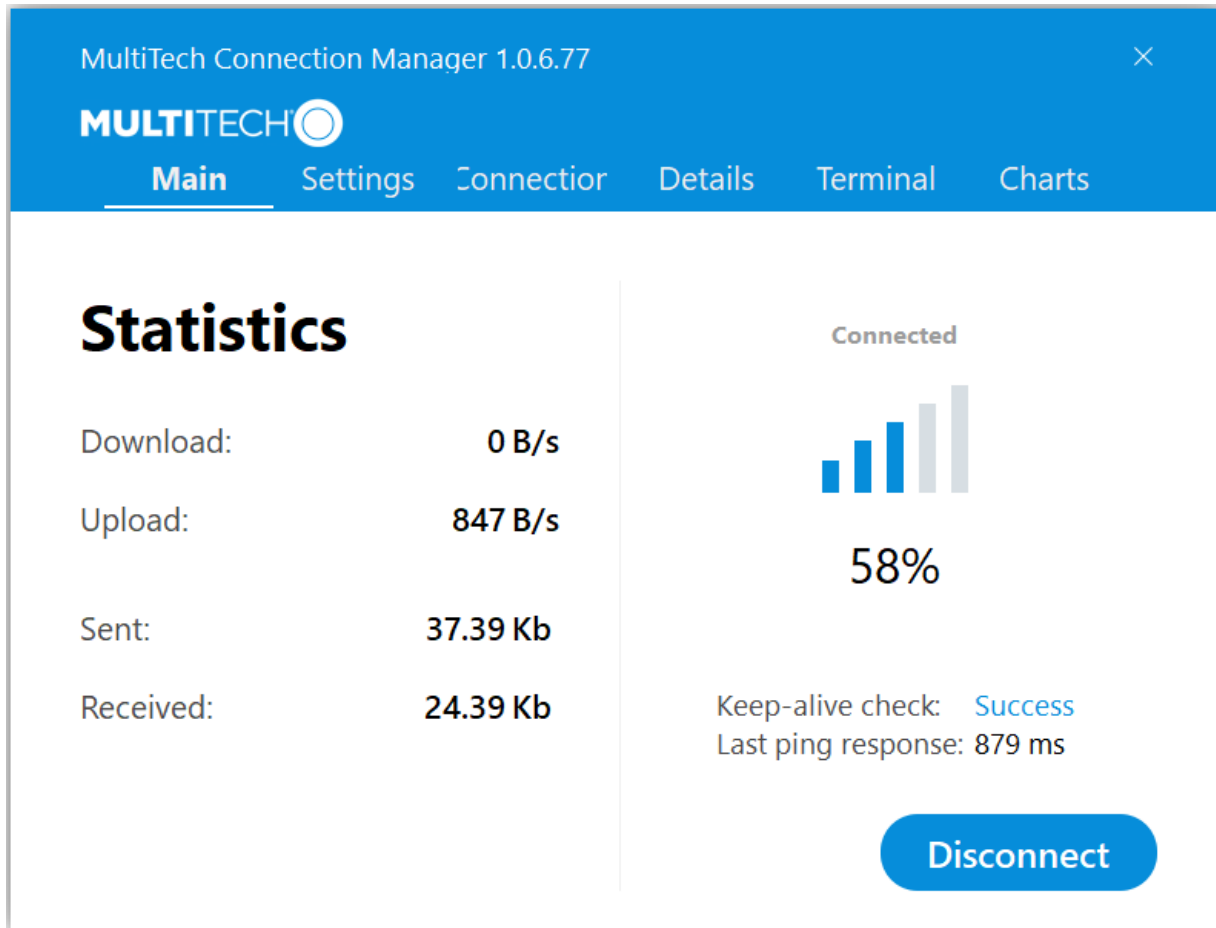 MultiTech Connection Manager 1.0.6.77
MULTITECH
Main Settings Connection Details Terminal Charts
Statistics
Download: 0 B/s
Upload: 847 B/s
Sent: 37.39 Kb
Received: 24.39 Kb
Connected
58%
Keep-alive check: Success
Last ping response: 879 ms
Disconnect